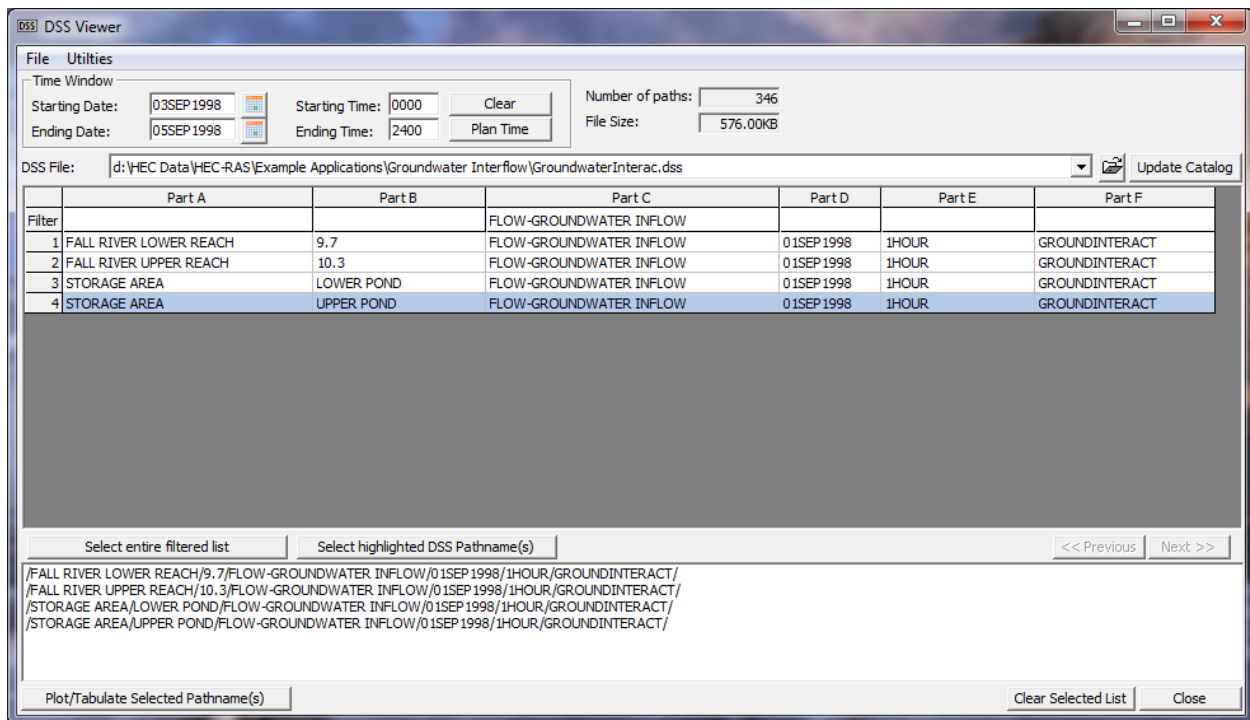 DSS DSS Viewer
File Utilties
Time Window
Starting Date: 03SEP1998 Starting Time: 0000 Clear Number of paths: 346
Ending Date: 05SEP1998 Ending Time: 2400 Plan Time File Size: 576.00KB
DSS File: d:\HEC Data\HEC-RAS\Example Applications\Groundwater Interflow\GroundwaterInterac.dss Update Catalog
Part A Part B Part C Part D Part E Part F
Filter FLOW-GROUNDWATER INFLOW
1 FALL RIVER LOWER REACH 9.7 FLOW-GROUNDWATER INFLOW 01SEP1998 1HOUR GROUNDINTERACT
2 FALL RIVER UPPER REACH 10.3 FLOW-GROUNDWATER INFLOW 01SEP1998 1HOUR GROUNDINTERACT
3 STORAGE AREA LOWER POND FLOW-GROUNDWATER INFLOW 01SEP1998 1HOUR GROUNDINTERACT
4 STORAGE AREA UPPER POND FLOW-GROUNDWATER INFLOW 01SEP1998 1HOUR GROUNDINTERACT
Select entire filtered list Select highlighted DSS Pathname(s) << Previous Next >>
/FALL RIVER LOWER REACH/9.7/FLOW-GROUNDWATER INFLOW/01SEP1998/1HOUR/GROUNDINTERACT/
/FALL RIVER UPPER REACH/10.3/FLOW-GROUNDWATER INFLOW/01SEP1998/1HOUR/GROUNDINTERACT/
/STORAGE AREA/LOWER POND/FLOW-GROUNDWATER INFLOW/01SEP1998/1HOUR/GROUNDINTERACT/
/STORAGE AREA/UPPER POND/FLOW-GROUNDWATER INFLOW/01SEP1998/1HOUR/GROUNDINTERACT/
Plot/Tabulate Selected Pathname(s) Clear Selected List Close